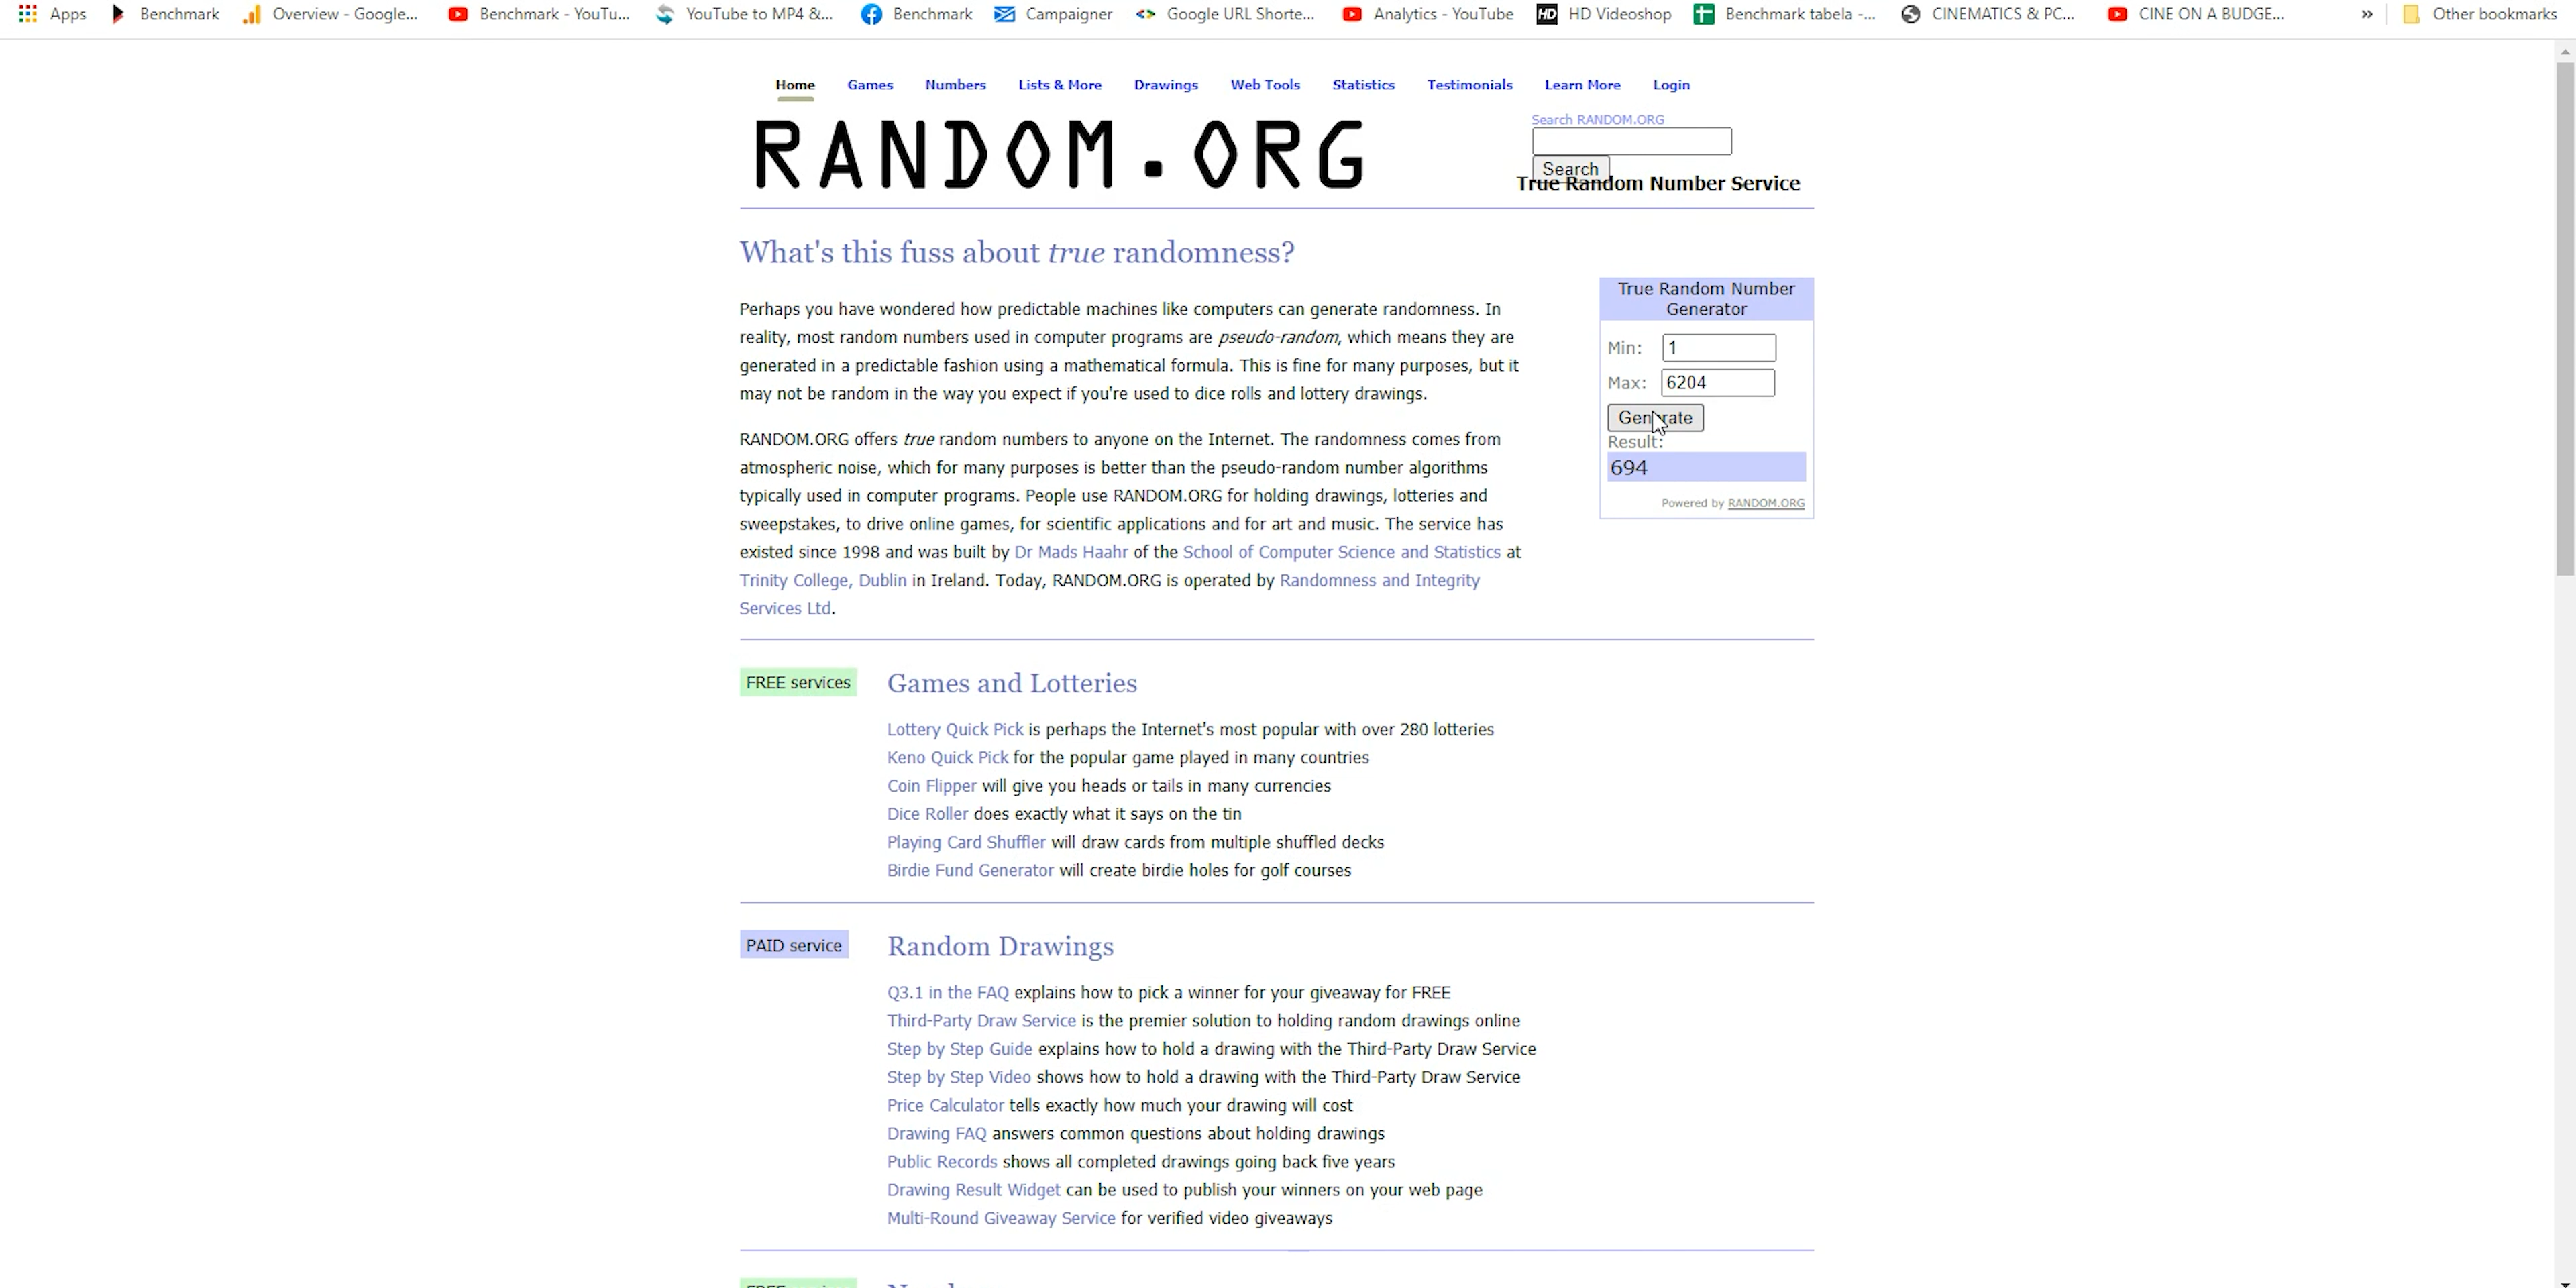 Apps Benchmark Overview - Google... Benchmark - YouTu... YouTube to MP4 &... Benchmark Campaigner Google URL Shorte... Analytics - YouTube HD HD Videoshop Benchmark tabela -... CINEMATICS & PC... CINE ON A BUDGE... » Other bookmarks
Home Games Numbers Lists & More Drawings Web Tools Statistics Testimonials Learn More Login
RANDOM.ORG
Search RANDOM.ORG
Search
True Random Number Service
What's this fuss about true randomness?
Perhaps you have wondered how predictable machines like computers can generate randomness. In
reality, most random numbers used in computer programs are pseudo-random, which means they are
generated in a predictable fashion using a mathematical formula. This is fine for many purposes, but it
may not be random in the way you expect if you're used to dice rolls and lottery drawings.
RANDOM.ORG offers true random numbers to anyone on the Internet. The randomness comes from
atmospheric noise, which for many purposes is better than the pseudo-random number algorithms
typically used in computer programs. People use RANDOM.ORG for holding drawings, lotteries and
sweepstakes, to drive online games, for scientific applications and for art and music. The service has
existed since 1998 and was built by Dr Mads Haahr of the School of Computer Science and Statistics at
Trinity College, Dublin in Ireland. Today, RANDOM.ORG is operated by Randomness and Integrity
Services Ltd.
True Random Number
Generator
Min: 1
Max: 6204
Generate
Result:
694
Powered by RANDOM.ORG
FREE services
Games and Lotteries
Lottery Quick Pick is perhaps the Internet's most popular with over 280 lotteries
Keno Quick Pick for the popular game played in many countries
Coin Flipper will give you heads or tails in many currencies
Dice Roller does exactly what it says on the tin
Playing Card Shuffler will draw cards from multiple shuffled decks
Birdie Fund Generator will create birdie holes for golf courses
PAID service
Random Drawings
Q3.1 in the FAQ explains how to pick a winner for your giveaway for FREE
Third-Party Draw Service is the premier solution to holding random drawings online
Step by Step Guide explains how to hold a drawing with the Third-Party Draw Service
Step by Step Video shows how to hold a drawing with the Third-Party Draw Service
Price Calculator tells exactly how much your drawing will cost
Drawing FAQ answers common questions about holding drawings
Public Records shows all completed drawings going back five years
Drawing Result Widget can be used to publish your winners on your web page
Multi-Round Giveaway Service for verified video giveaways